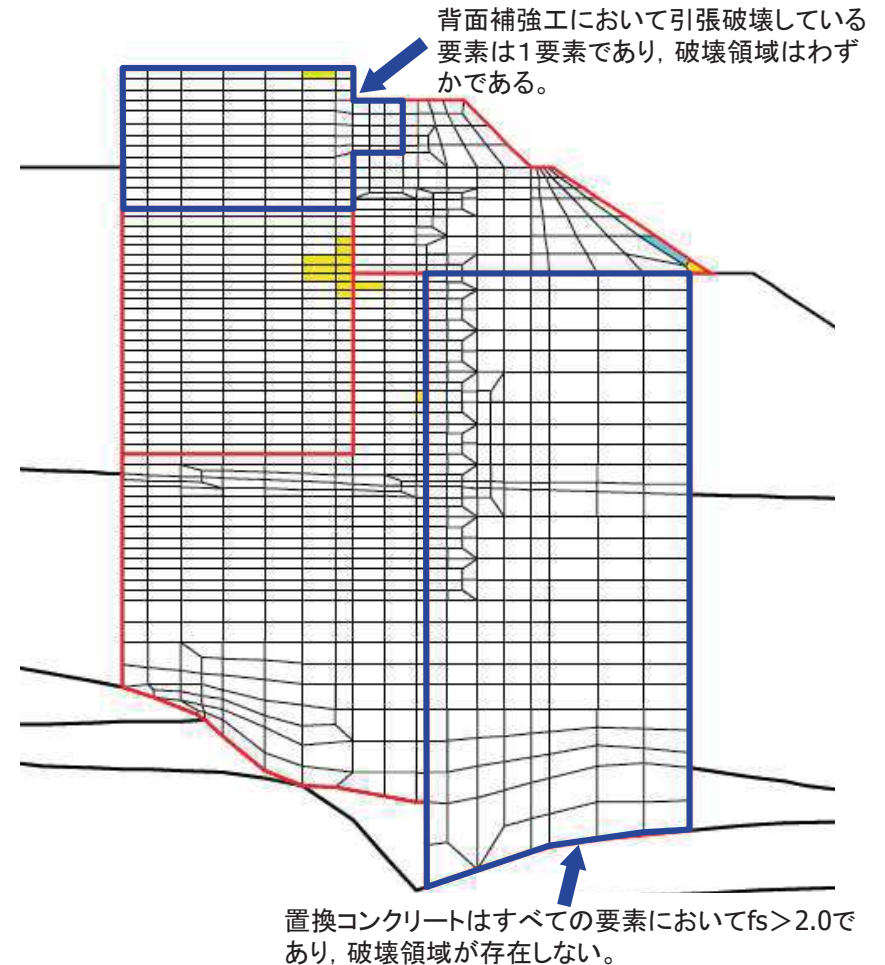 背面補強工において引張破壊している
要素は１要素であり，破壊領域はわず
かである。
置換コンクリートはすべての要素においてfs＞2.0で
あり，破壊領域が存在しない。